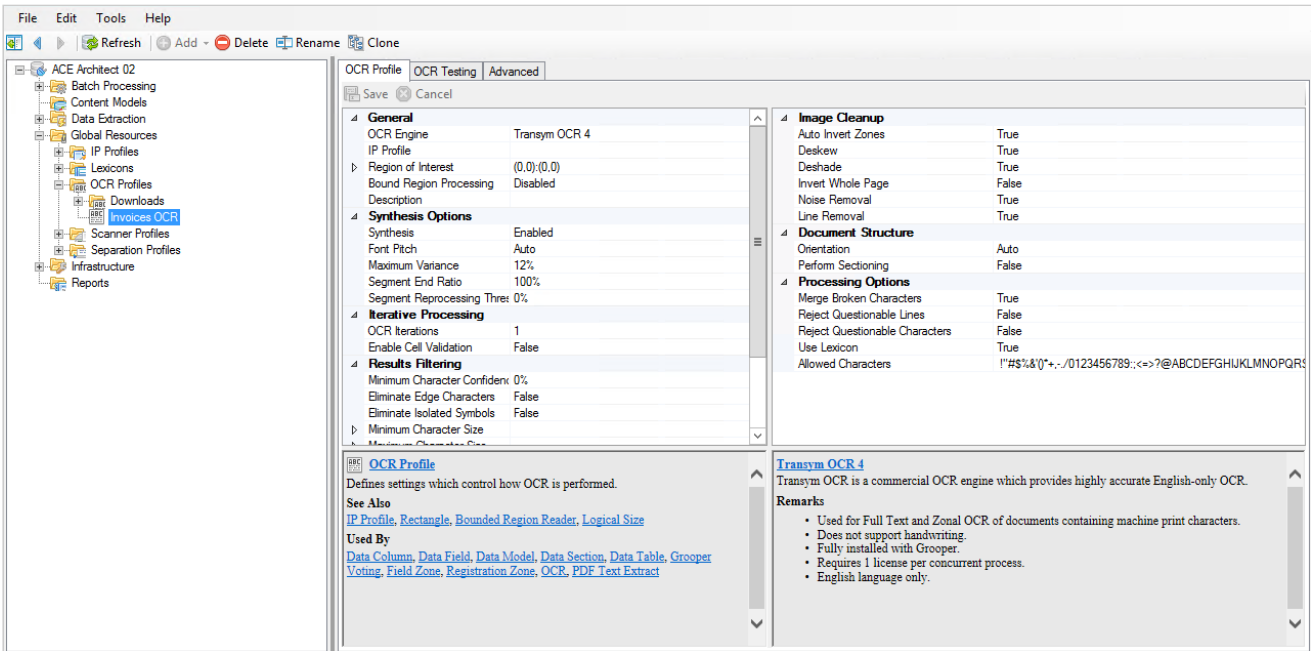 File Edit Tools Help
Refresh Add Delete Rename Clone
ACE Architect 02
Batch Processing
Content Models
Data Extraction
Global Resources
IP Profiles
Lexicons
OCR Profiles
Downloads
Invoices OCR
Scanner Profiles
Separation Profiles
Infrastructure
Reports
OCR Profile OCR Testing Advanced
Save Cancel
General
OCR Engine Transym OCR 4
IP Profile
Region of Interest (0,0):(0,0)
Bound Region Processing Disabled
Description
Synthesis Options
Synthesis Enabled
Font Pitch Auto
Maximum Variance 12%
Segment End Ratio 100%
Segment Reprocessing Thres 0%
Iterative Processing
OCR Iterations 1
Enable Cell Validation False
Results Filtering
Minimum Character Confidenc 0%
Eliminate Edge Characters False
Eliminate Isolated Symbols False
Minimum Character Size
Maximum Character Size
Image Cleanup
Auto Invert Zones True
Deskew True
Deshade True
Invert Whole Page False
Noise Removal True
Line Removal True
Document Structure
Orientation Auto
Perform Sectioning False
Processing Options
Merge Broken Characters True
Reject Questionable Lines False
Reject Questionable Characters False
Use Lexicon True
Allowed Characters !"#$%&'()*+,-./0123456789:;<=>?@ABCDEFGHIJKLMNOPQRS
OCR Profile
Defines settings which control how OCR is performed.
See Also
IP Profile, Rectangle, Bounded Region Reader, Logical Size
Used By
Data Column, Data Field, Data Model, Data Section, Data Table, Grooper
Voting, Field Zone, Registration Zone, OCR, PDF Text Extract
Transym OCR 4
Transym OCR is a commercial OCR engine which provides highly accurate English-only OCR.
Remarks
• Used for Full Text and Zonal OCR of documents containing machine print characters.
• Does not support handwriting.
• Fully installed with Grooper.
• Requires 1 license per concurrent process.
• English language only.